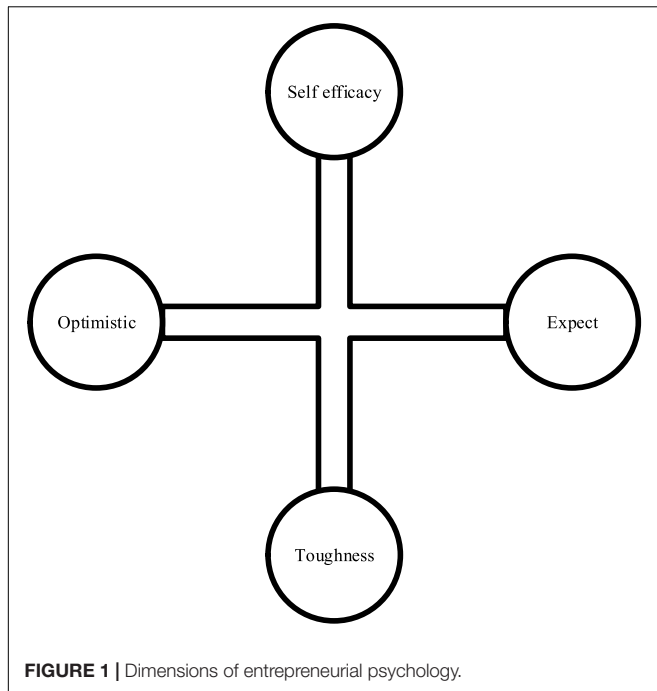 Self efficacy
Optimistic
Expect
Toughness
FIGURE 1 | Dimensions of entrepreneurial psychology.